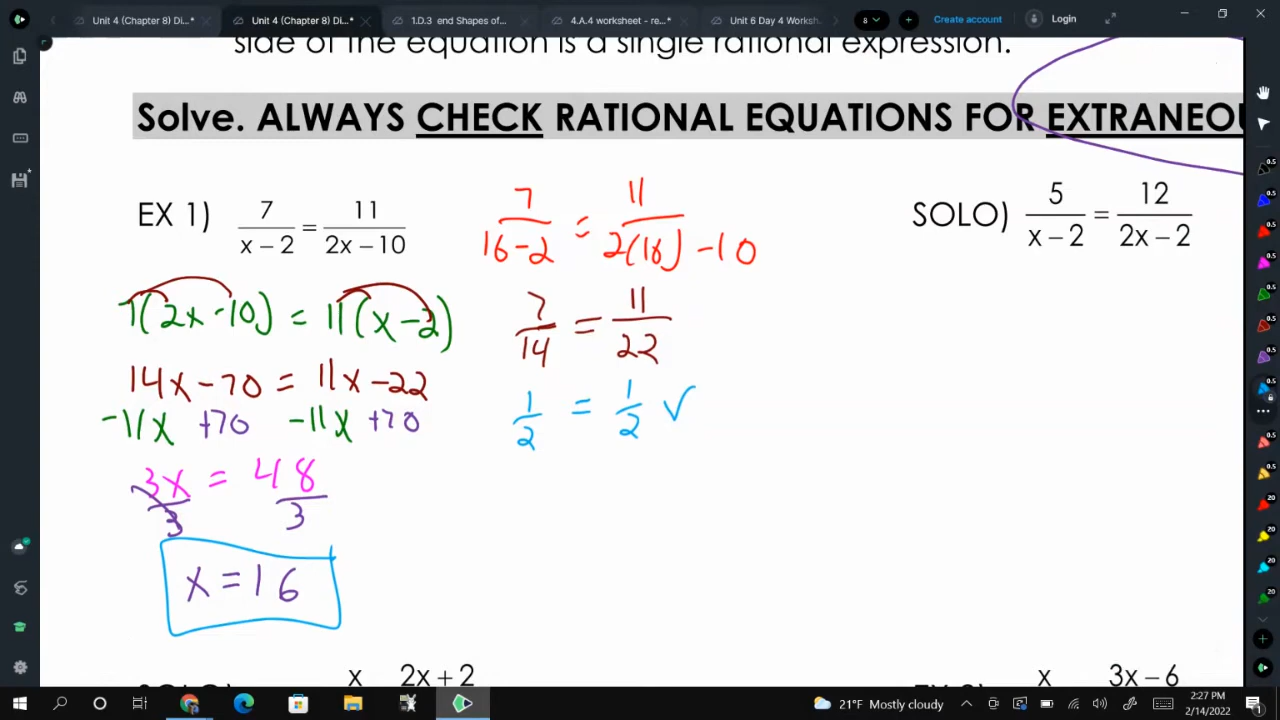 Unit 4 (Chapter 8) Di...* Unit 4 (Chapter 8) Di...* 1.D.3 end Shapes of...* 4.A.4 worksheet - re...* Unit 6 Day 4 Worksh... 8 Create account Login
side of the equation is a single rational expression.
Solve. ALWAYS CHECK RATIONAL EQUATIONS FOR EXTRANEOU
EX 1) 7/(x – 2) = 11/(2x – 10)
7/(16-2) = 11/(2(16) -10)
SOLO) 5/(x – 2) = 12/(2x – 2)
7(2x -10) = 11(x -2)
7/14 = 11/22
14x -70 = 11x -22
-11x +70 -11x +70
1/2 = 1/2 ✓
3x = 48
3 3
x = 16
x 2x + 2
x 3x – 6
21°F Mostly cloudy
2:27 PM
2/14/2022